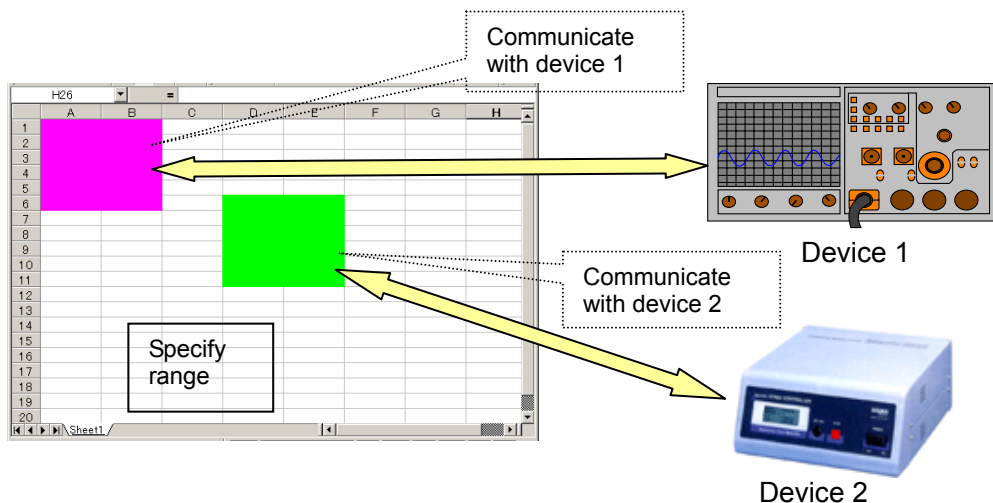 Communicate
with device 1
H26 =
A B C D E F G H
1
2
3
4
5
6
7
8
9
10
11
12
13
14
15
16
17
18
19
20
Sheet1
Specify
range
Device 1
Communicate
with device 2
Device 2